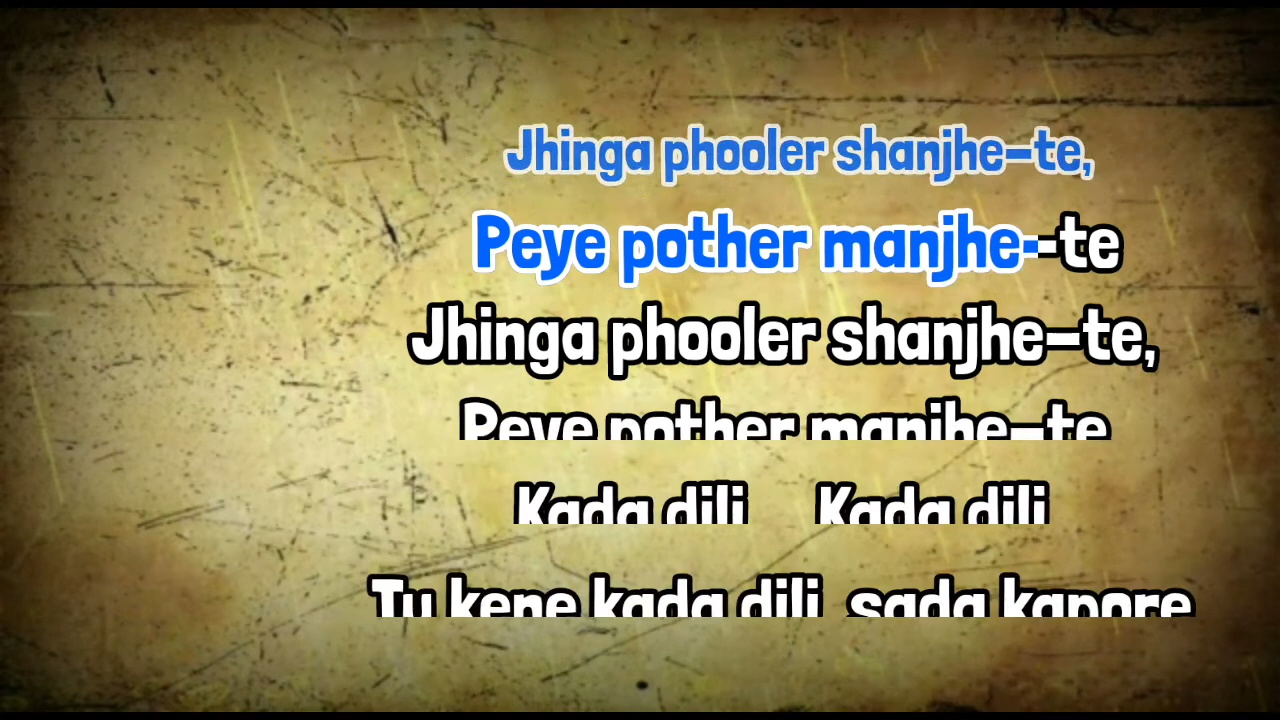 Jhinga phooler shanjhe-te,
Peye pother manjhe--te
Jhinga phooler shanjhe-te,
Peye pother manjhe-te
Kada dili Kada dili
Tu kene kada dili sada kapore